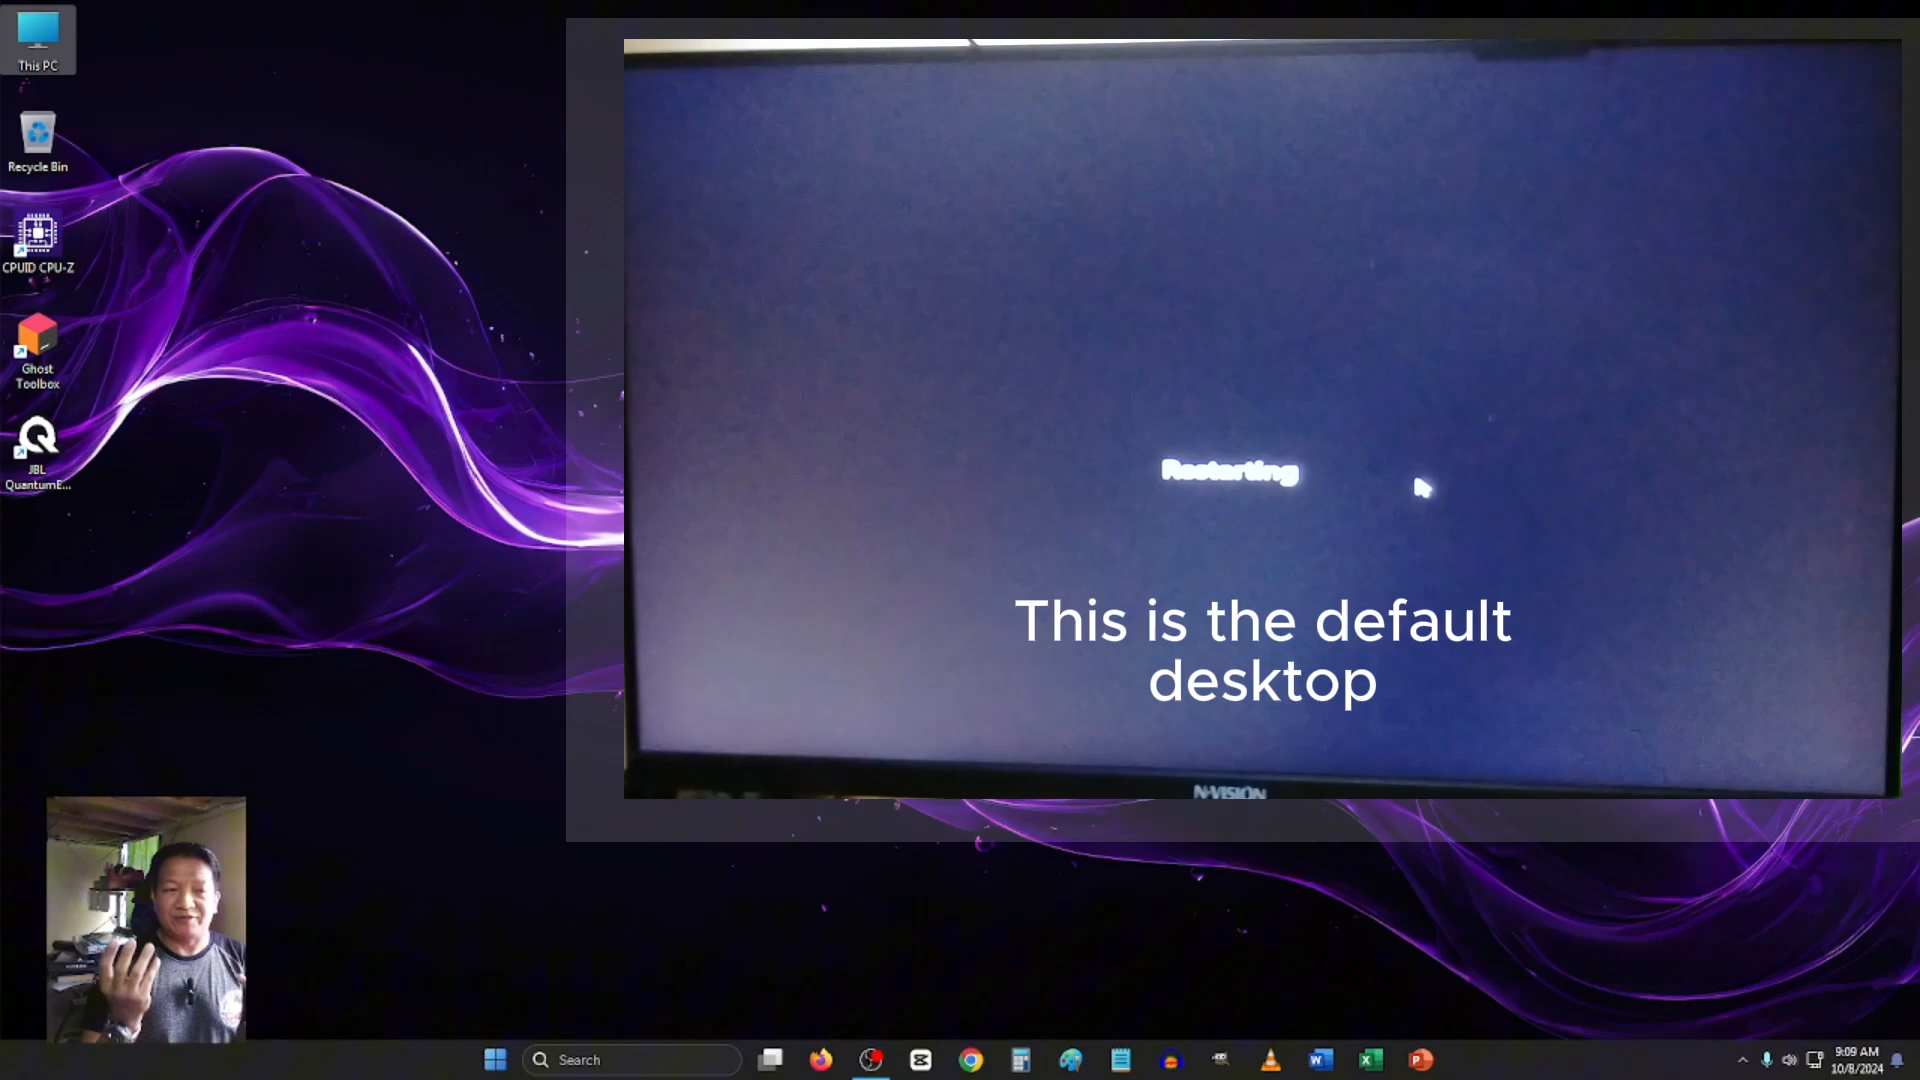 This PC
Recycle Bin
CPUID CPU-Z
Ghost
Toolbox
JBL
QuantumE...
Restarting
This is the default
desktop
N-VISION
Search
9:09 AM
10/8/2024